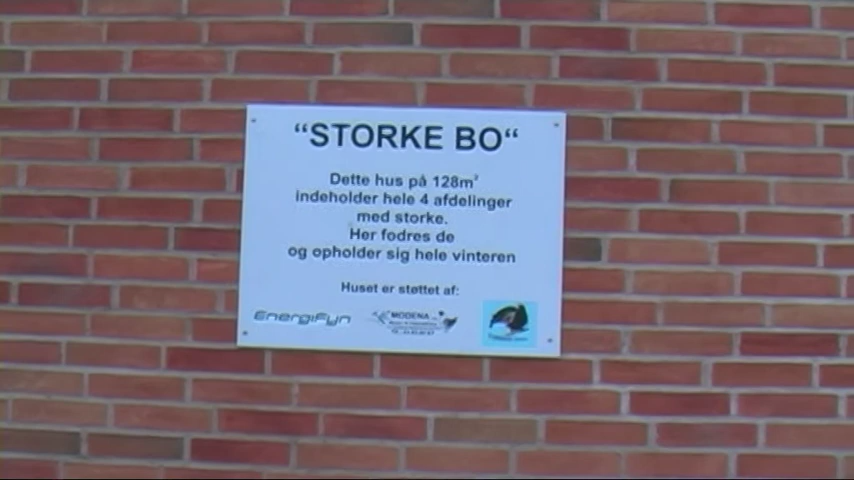 “STORKE BO“
Dette hus på 128m²
indeholder hele 4 afdelinger
med storke.
Her fodres de
og opholder sig hele vinteren
Huset er støttet af:
EnergiFyn
MODENA